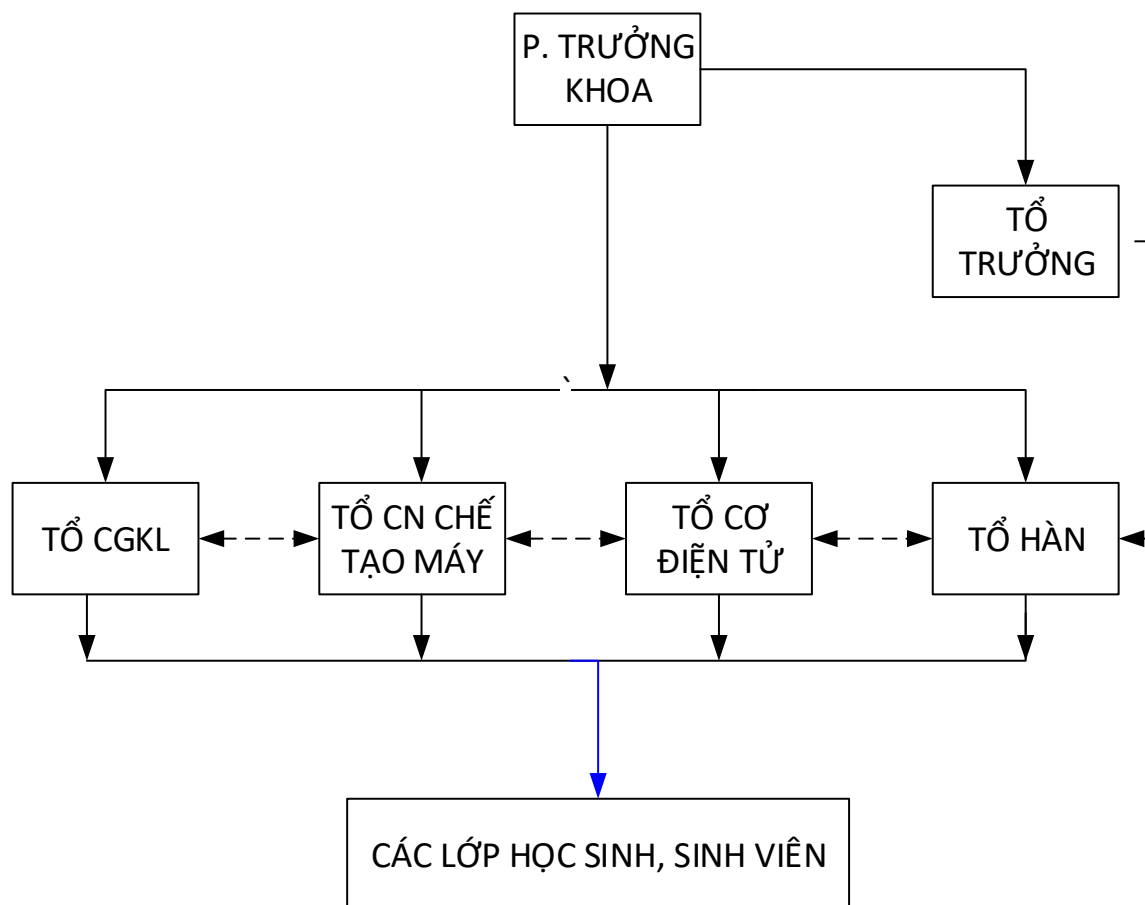 P. TRƯỞNG
KHOA
TỔ
TRƯỞNG
`
TỔ CGKL
TỔ CN CHẾ
TẠO MÁY
TỔ CƠ
ĐIỆN TỬ
TỔ HÀN
CÁC LỚP HỌC SINH, SINH VIÊN